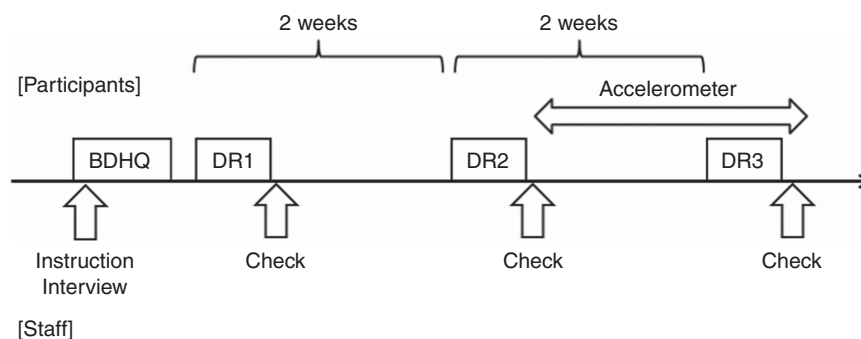 2 weeks
2 weeks
[Participants]
Accelerometer
BDHQ
DR1
DR2
DR3
Instruction
Interview
Check
Check
Check
[Staff]